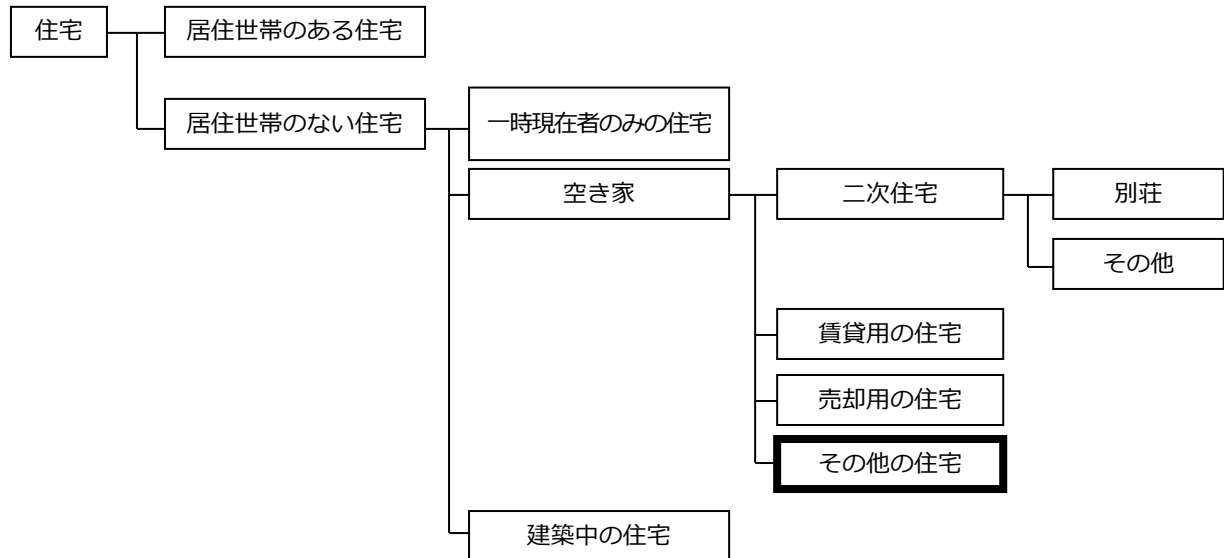 住宅
居住世帯のある住宅
居住世帯のない住宅
一時現在者のみの住宅
空き家
二次住宅
別荘
その他
賃貸用の住宅
売却用の住宅
その他の住宅
建築中の住宅